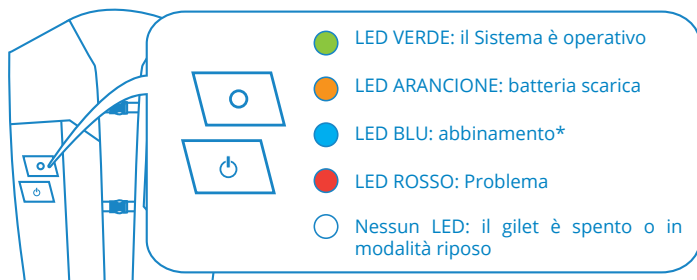 LED VERDE: il Sistema è operativo
LED ARANCIONE: batteria scarica
LED BLU: abbinamento*
LED ROSSO: Problema
Nessun LED: il gilet è spento o in
modalità riposo